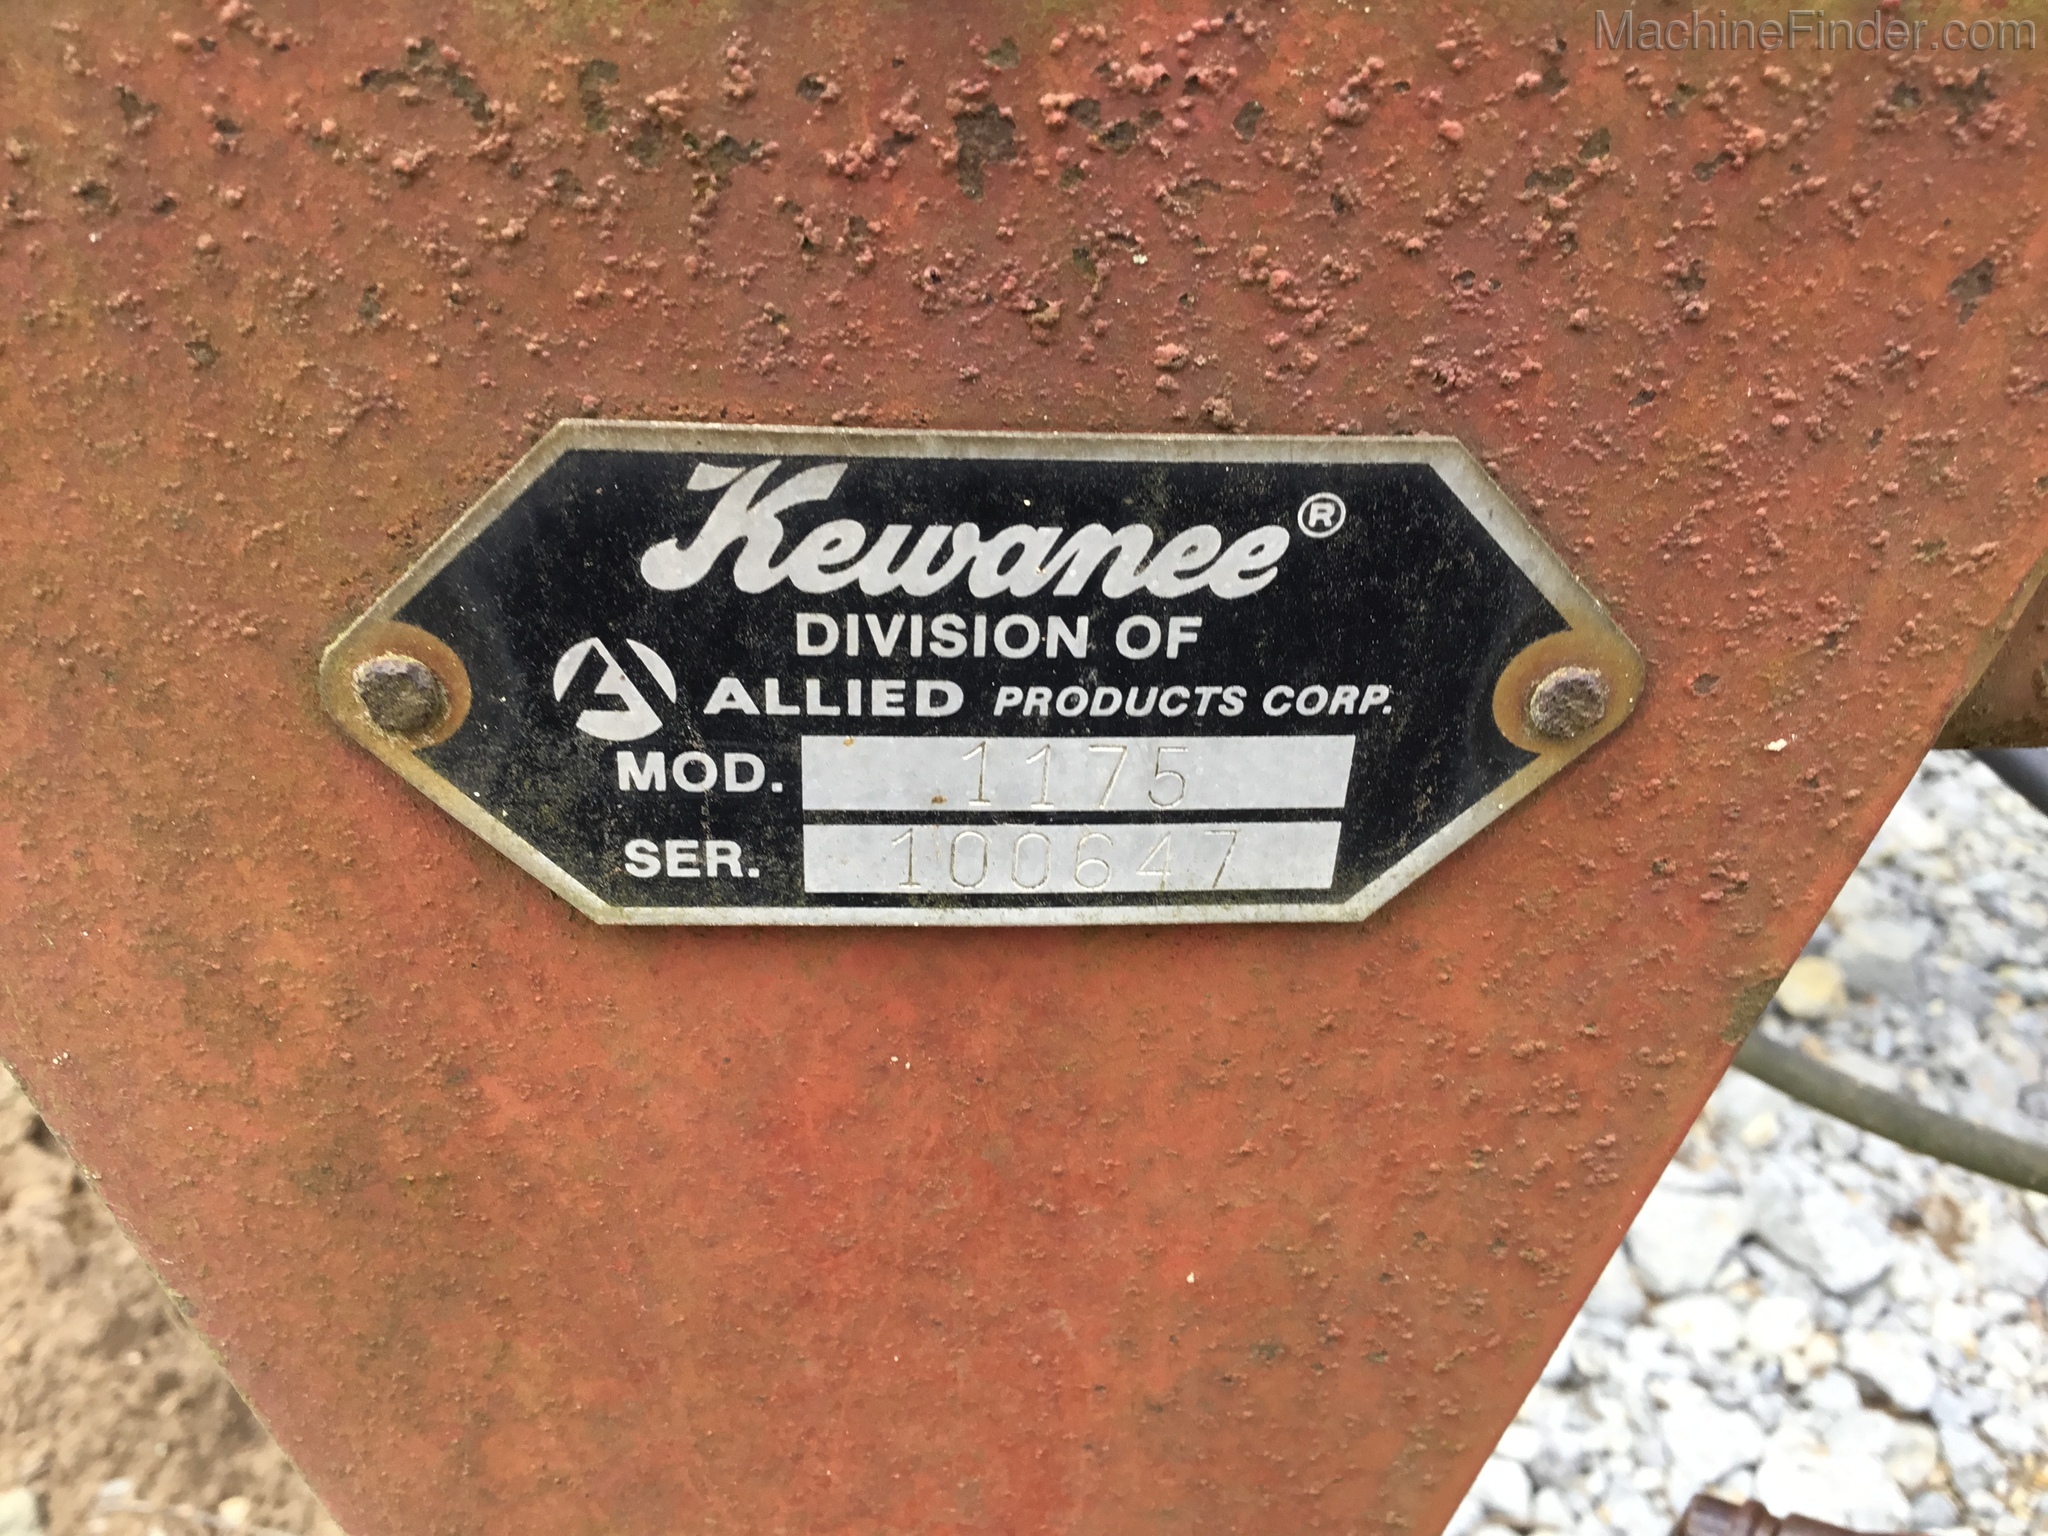 MachineFinder.com
Kewanee®
DIVISION OF
ALLIED PRODUCTS CORP.
MOD. 1175
SER. 100647